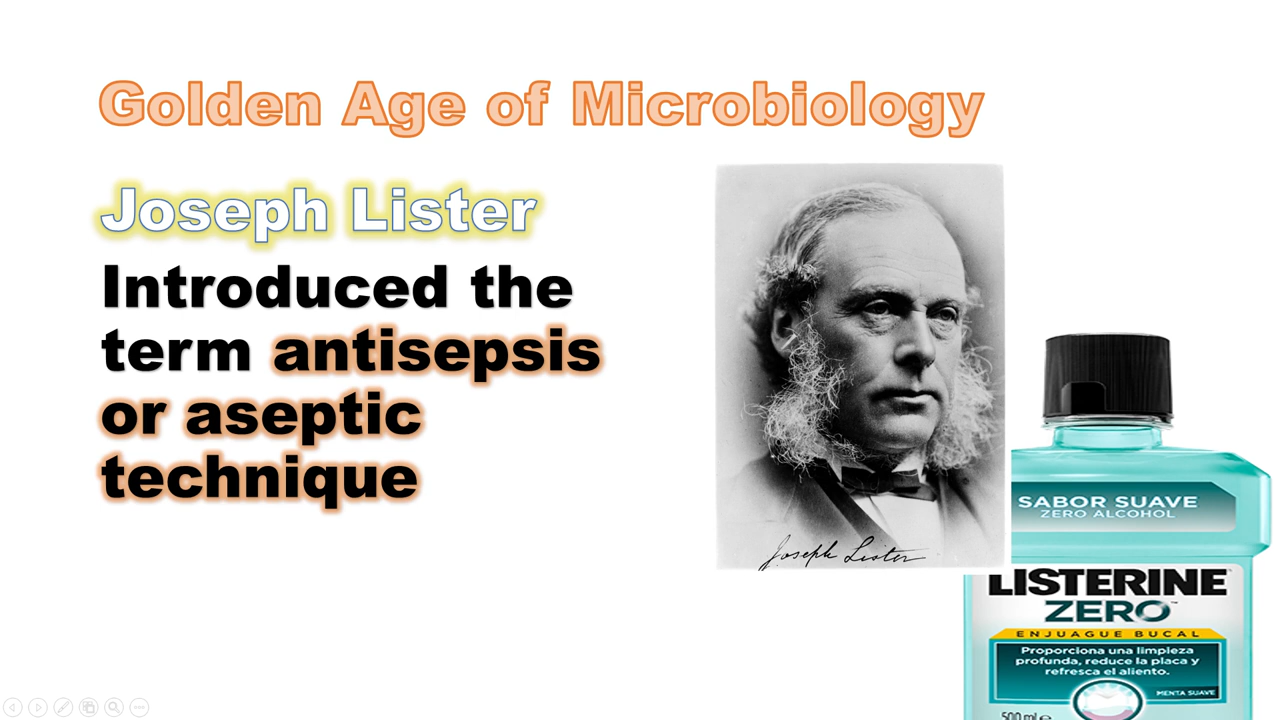 Golden Age of Microbiology
Joseph Lister
Introduced the
term antisepsis
or aseptic
technique
Joseph Lister
SABOR SUAVE
ZERO ALCOHOL
LISTERINE
ZERO™
ENJUAGUE BUCAL
Proporciona una limpieza
profunda, reduce la placa y
refresca el aliento.
MENTA SUAVE
500 ml e